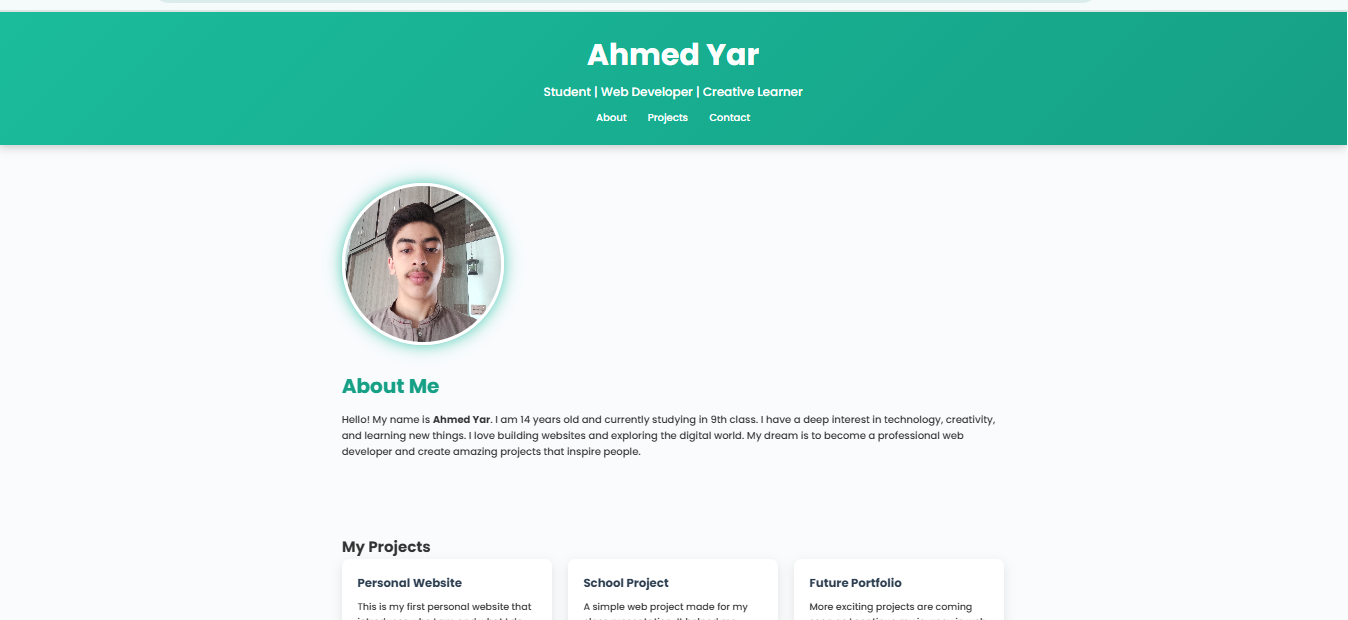 Ahmed Yar
Student | Web Developer | Creative Learner
About Projects Contact
About Me
Hello! My name is Ahmed Yar. I am 14 years old and currently studying in 9th class. I have a deep interest in technology, creativity,
and learning new things. I love building websites and exploring the digital world. My dream is to become a professional web
developer and create amazing projects that inspire people.
My Projects
Personal Website
This is my first personal website that
School Project
A simple web project made for my
Future Portfolio
More exciting projects are coming